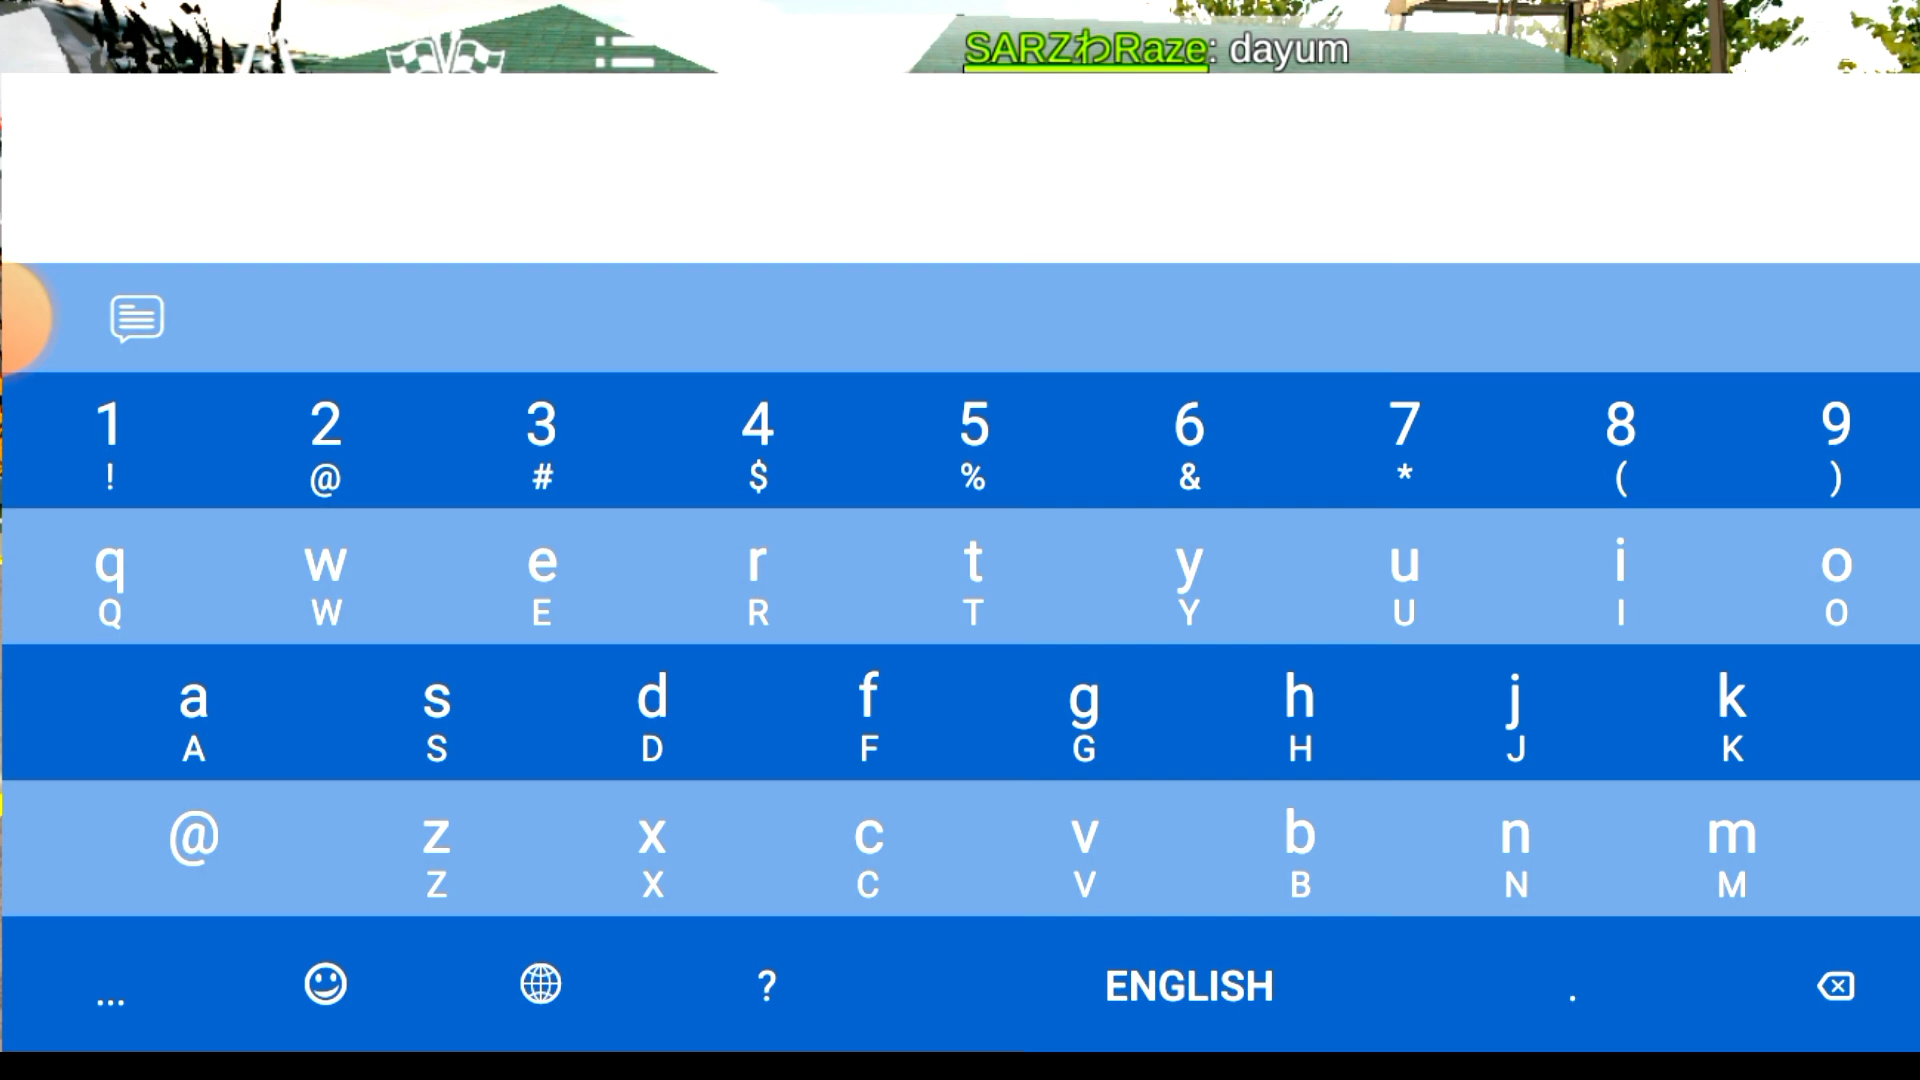 SARZわRaze: dayum
1 2 3 4 5 6 7 8 9
! @ # $ % & * ( )
q w e r t y u i o
Q W E R T Y U I O
a s d f g h j k
A S D F G H J K
@ z x c v b n m
Z X C V B N M
... ? ENGLISH .